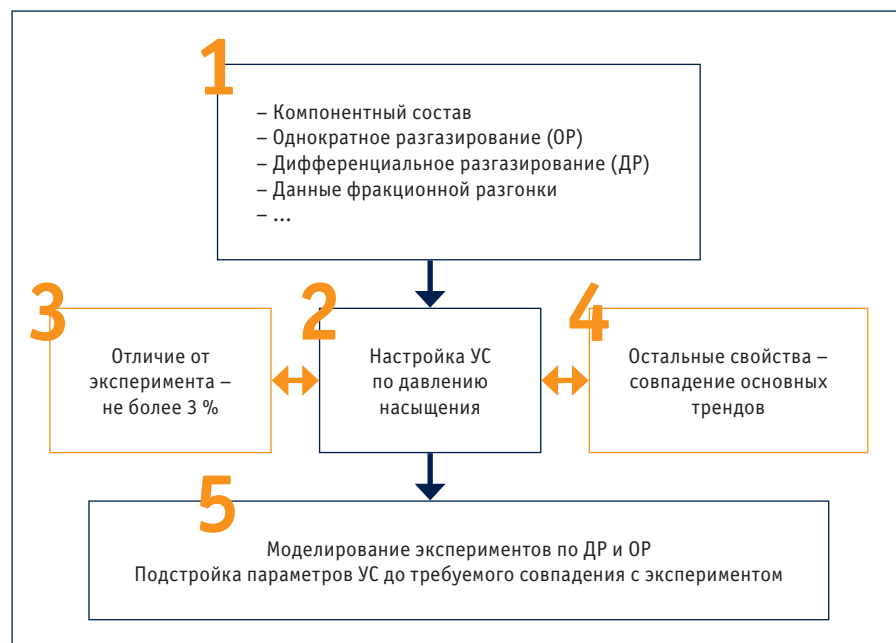 1
– Компонентный состав
– Однократное разгазирование (ОР)
– Дифференциальное разгазирование (ДР)
– Данные фракционной разгонки
– ...
3
Отличие от
эксперимента –
не более 3 %
2
Настройка УС
по давлению
насыщения
4
Остальные свойства –
совпадение основных
трендов
5
Моделирование экспериментов по ДР и ОР
Подстройка параметров УС до требуемого совпадения с экспериментом